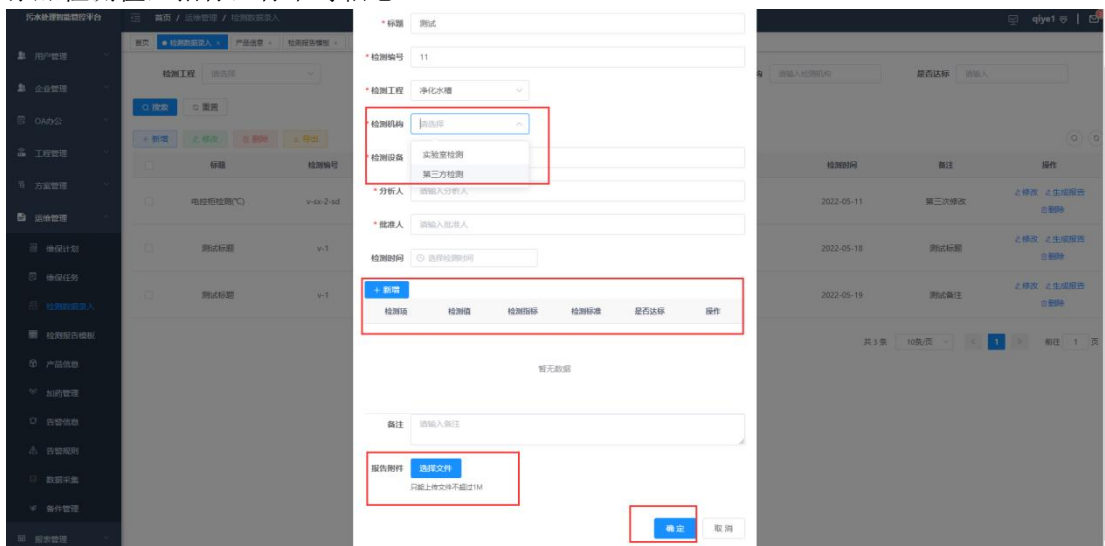 污水处理智能管控平台
首页 / 运维管理 / 检测数据录入
qiye1
首页 检测数据录入 × 产品信息 × 检测报告模板 ×
用户管理
企业管理
OA办公
工程管理
方案管理
运维管理
维保计划
维保任务
检测数据录入
检测报告模板
产品信息
加药管理
告警信息
告警规则
数据采集
备件管理
报表管理
检测工程 请选择
请输入检测机构 是否达标 请输入
搜索 重置
+ 新增 修改 删除 导出
标题 检测编号 检测时间 备注 操作
电控柜检测(℃) v-sx-2-sd 2022-05-11 第三次修改 修改 生成报告 删除
测试标题 v-1 2022-05-18 测试标题 修改 生成报告 删除
测试标题 v-1 2022-05-19 测试备注 修改 生成报告 删除
共 3 条 10条/页 1 前往 1 页
* 标题 测试
* 检测编号 11
* 检测工程 净化水槽
* 检测机构 请选择
实验室检测
第三方检测
* 检测设备
* 分析人 请输入分析人
* 批准人 请输入批准人
检测时间 选择检测时间
+ 新增
检测项 检测值 检测指标 检测标准 是否达标 操作
暂无数据
备注 请输入备注
报告附件 选择文件
只能上传文件不超过1M
确 定 取 消